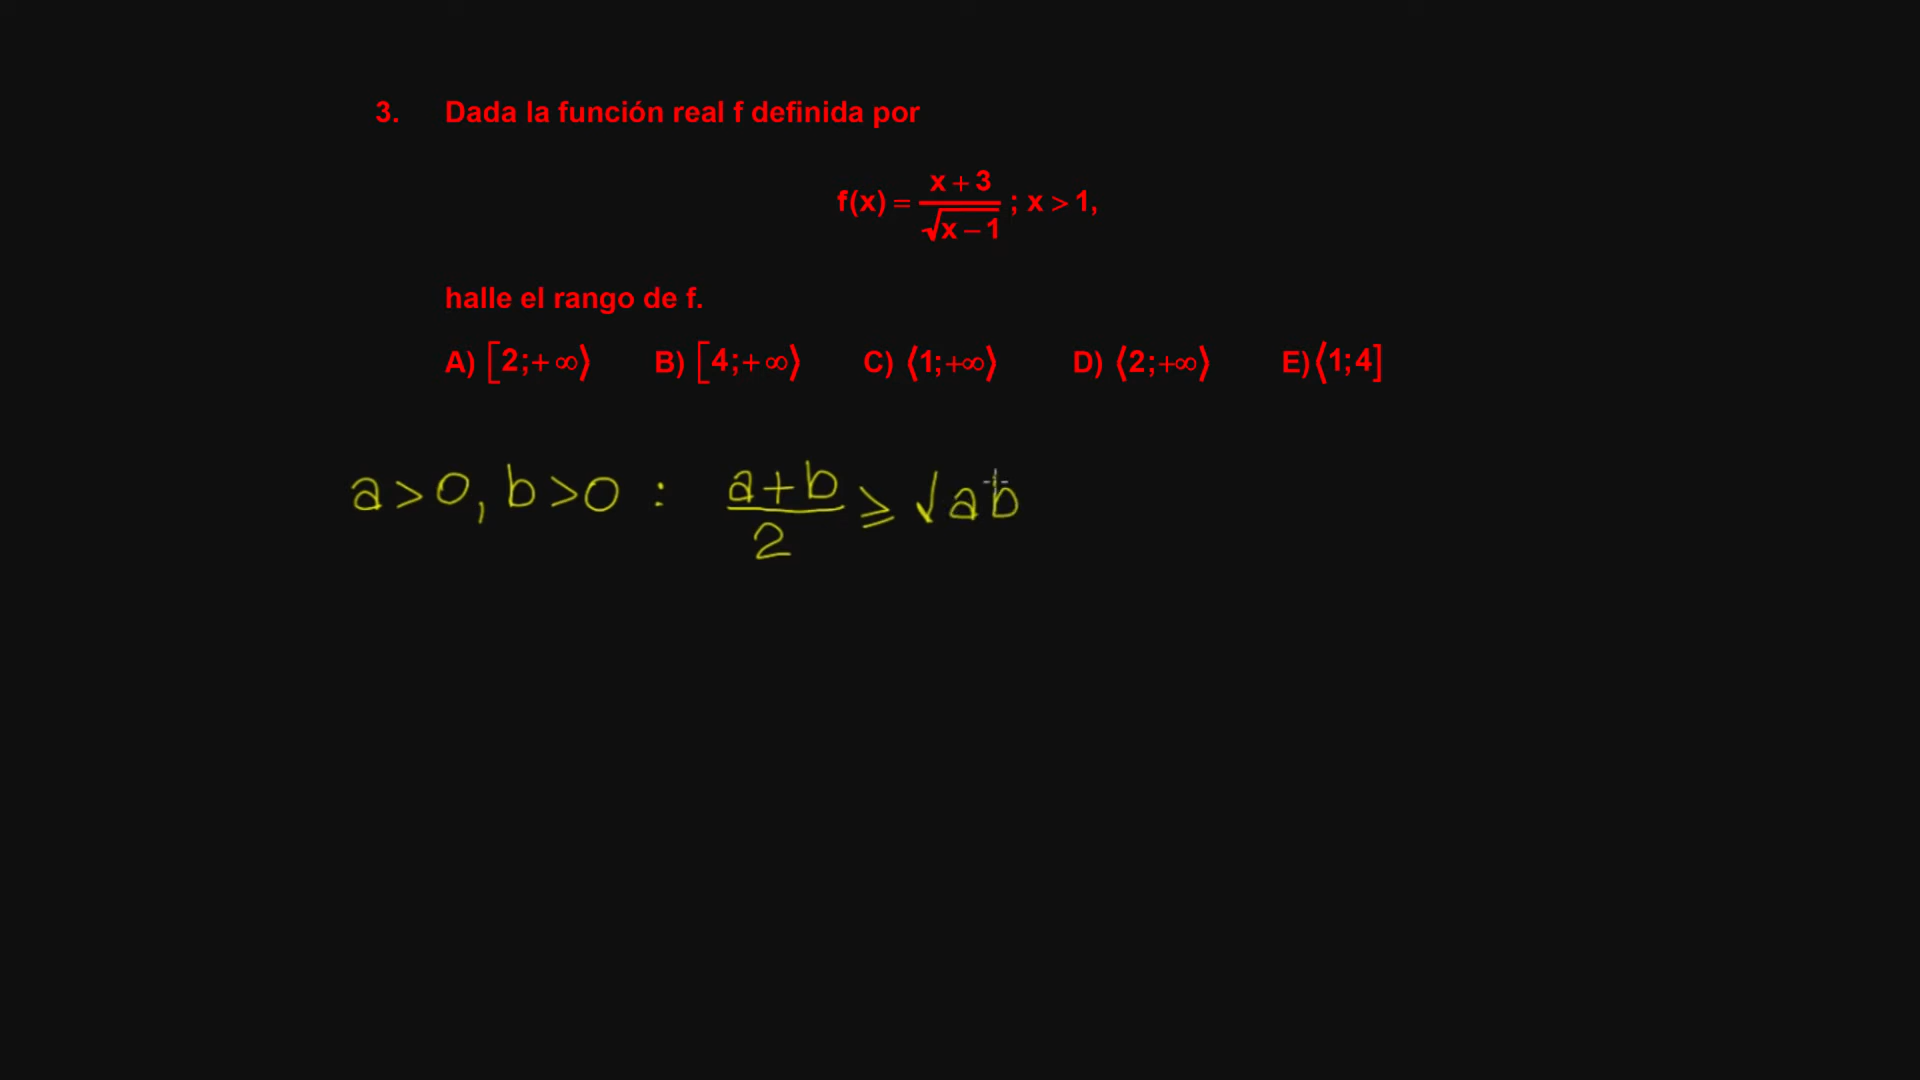 3. Dada la función real f definida por
f(x) = x + 3 / √x − 1 ; x > 1,
halle el rango de f.
A) [2;+∞⟩ B) [4;+∞⟩ C) ⟨1;+∞⟩ D) ⟨2;+∞⟩ E) ⟨1;4]
a>0, b>0 : a+b / 2 ≥ √ab